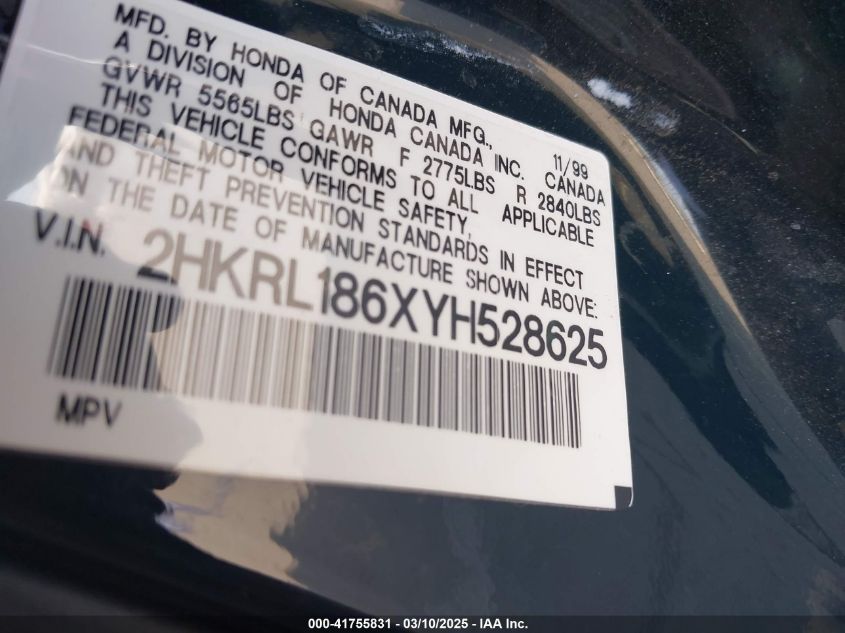 MFD. BY HONDA OF CANADA MFG., 11/99
A DIVISION OF HONDA CANADA INC. CANADA
GVWR 5565LBS GAWR F 2775LBS R 2840LBS
THIS VEHICLE CONFORMS TO ALL APPLICABLE
FEDERAL MOTOR VEHICLE SAFETY,
AND THEFT PREVENTION STANDARDS IN EFFECT
ON THE DATE OF MANUFACTURE SHOWN ABOVE:
V.I.N. 2HKRL186XYH528625
MPV
000-41755831 - 03/10/2025 - IAAI Inc.